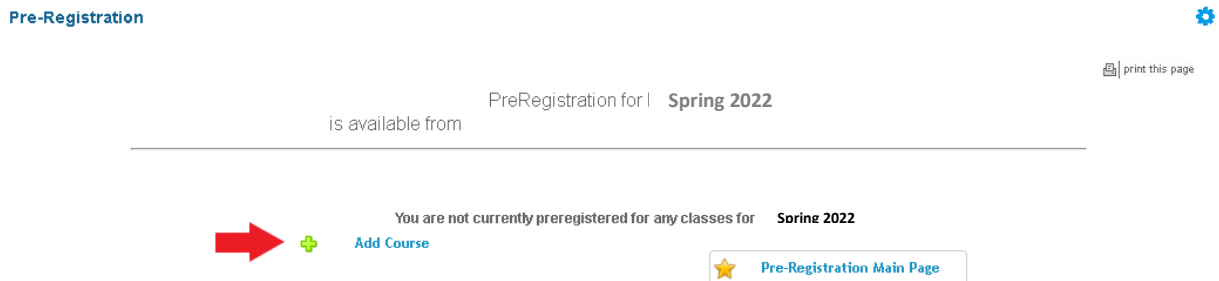 Pre-Registration
print this page
PreRegistration for Spring 2022
is available from
You are not currently preregistered for any classes for Spring 2022
Add Course
Pre-Registration Main Page